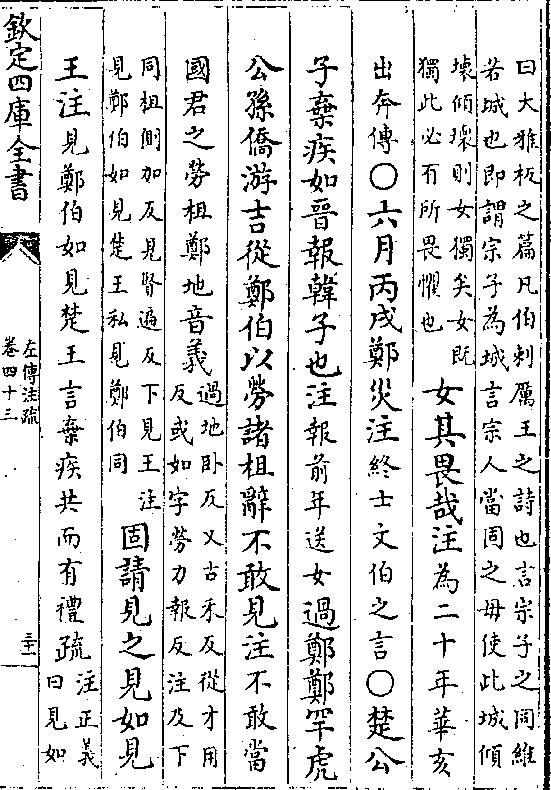 曰大雅板之篇凡伯刺厲王之詩也言宗子之同維
若城也即謂宗子為城言宗人當固之毋使此城傾
壞傾壞則女獨矣女既
獨此必有所畏懼也
女其畏哉注為二十年華亥
出奔傳〇六月丙戌鄭災注終士文伯之言〇楚公
子棄疾如晉報韓子也注報前年送女過鄭鄭罕虎
公孫僑游吉從鄭伯以勞諸柤辭不敢見注不敢當
國君之勞柤鄭地音義
過地卧反又古禾反從才用
反或如字勞力報反注及下
同柤側加反見賢遍反下見王注
見鄭伯如見楚王私見鄭伯同
固請見之見如見
王注見鄭伯如見楚王言棄疾共而有禮疏
注正義
曰見如
欽定四庫全書
左傳注疏
卷四十三
三十一